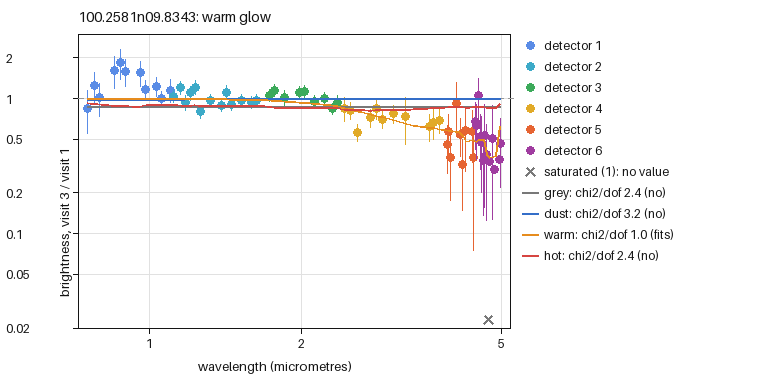 100.2581n09.8343: warm glow
2
1
0.5
0.2
0.1
0.05
0.02
brightness, visit 3 / visit 1
1
2
5
wavelength (micrometres)
detector 1
detector 2
detector 3
detector 4
detector 5
detector 6
saturated (1): no value
grey: chi2/dof 2.4 (no)
dust: chi2/dof 3.2 (no)
warm: chi2/dof 1.0 (fits)
hot: chi2/dof 2.4 (no)